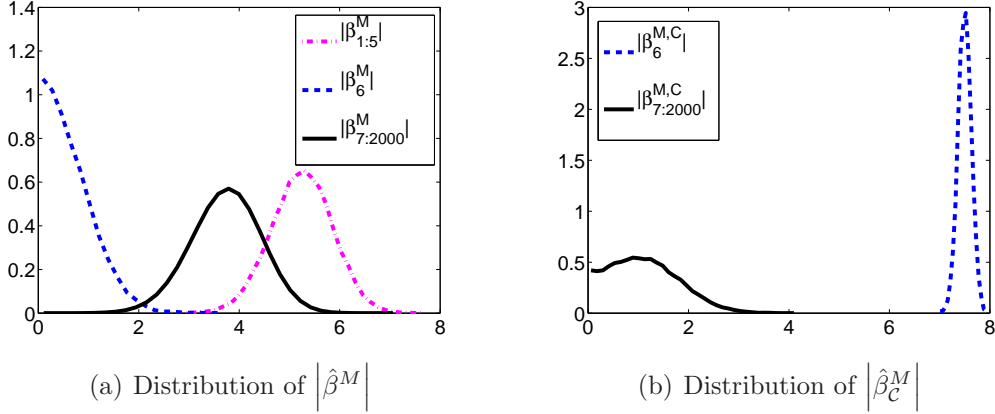 1.4
1.2
1
0.8
0.6
0.4
0.2
0
0 2 4 6 8
|β^M_{1:5}|
|β^M_6|
|β^M_{7:2000}|
(a) Distribution of |β̂^M|
3
2.5
2
1.5
1
0.5
0
0 2 4 6 8
|β^{M,C}_6|
|β^{M,C}_{7:2000}|
(b) Distribution of |β̂^M_𝒞|